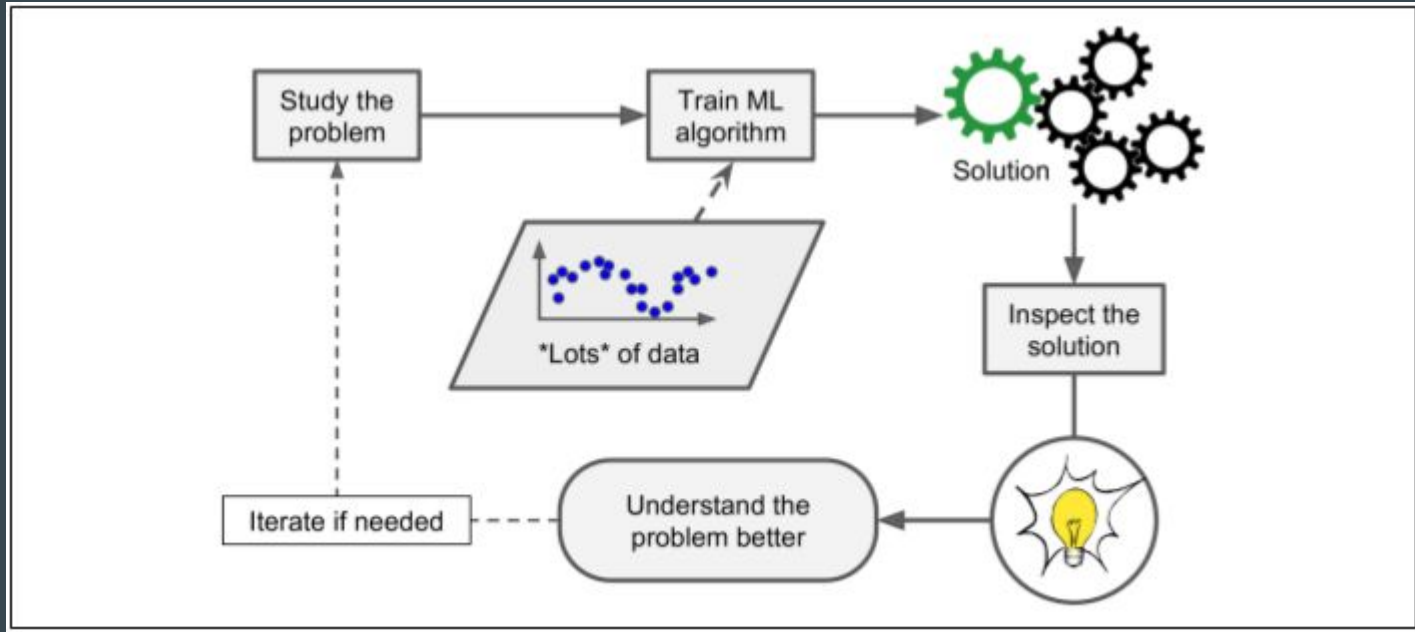 Study the
problem
Train ML
algorithm
Solution
*Lots* of data
Inspect the
solution
Understand the
problem better
Iterate if needed